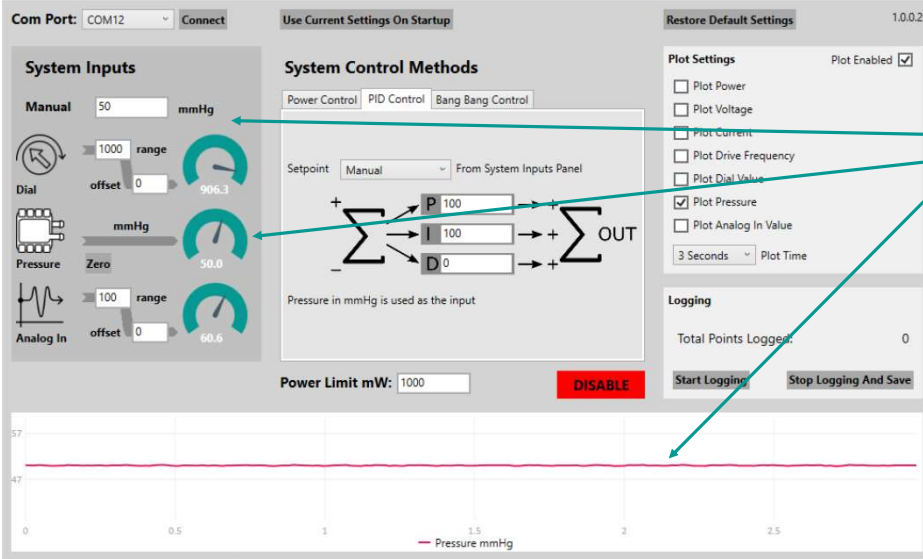 Com Port: COM12 Connect Use Current Settings On Startup Restore Default Settings 1.0.0.2
System Inputs
Manual 50 mmHg
1000 range
Dial offset 0 906.3
mmHg
Pressure Zero 50.0
100 range
Analog In offset 0 60.6
System Control Methods
Power Control PID Control Bang Bang Control
Setpoint Manual From System Inputs Panel
+ P 100 +
I 100 + OUT
− D 0 +
Pressure in mmHg is used as the input
Power Limit mW: 1000 DISABLE
Plot Settings Plot Enabled
Plot Power
Plot Voltage
Plot Current
Plot Drive Frequency
Plot Dial Value
Plot Pressure
Plot Analog In Value
3 Seconds Plot Time
Logging
Total Points Logged: 0
Start Logging Stop Logging And Save
57
47
0 0.5 1 1.5 2 2.5
Pressure mmHg